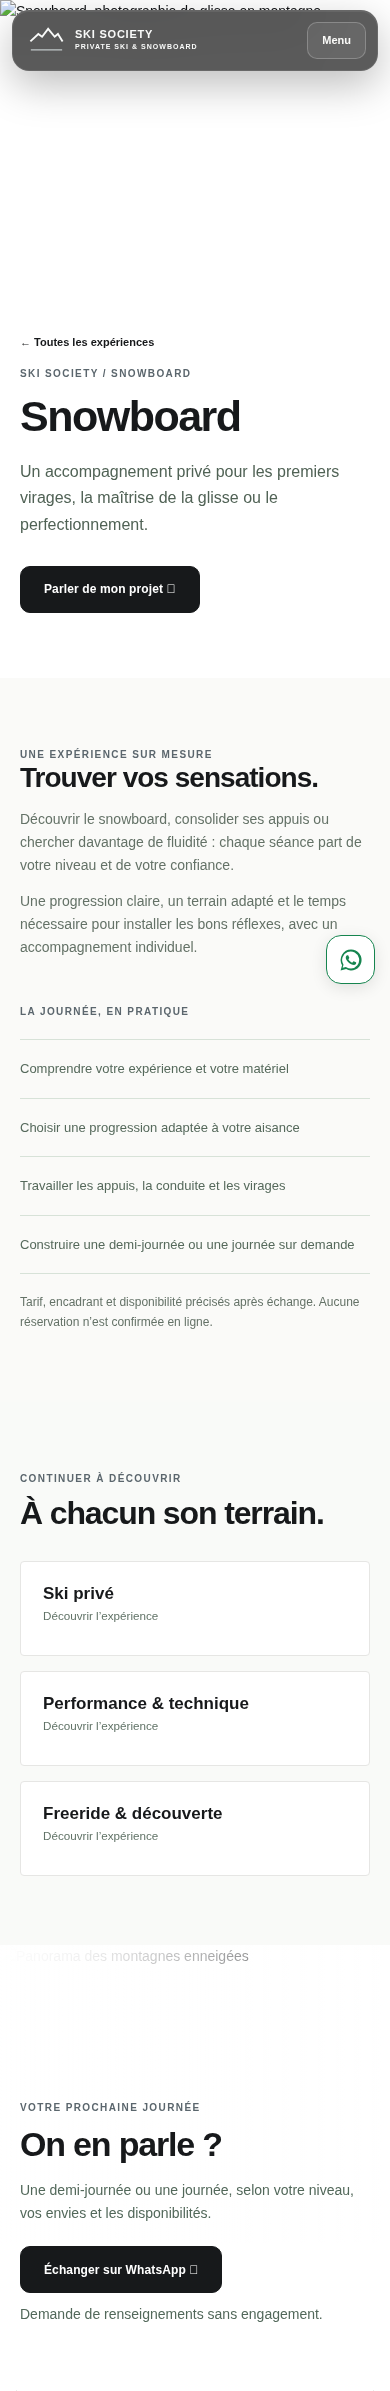 Snowboard, photographie glisse en montagne
SKI SOCIETY
PRIVATE SKI & SNOWBOARD
Menu
← Toutes les expériences
SKI SOCIETY / SNOWBOARD
Snowboard
Un accompagnement privé pour les premiers
virages, la maîtrise de la glisse ou le
perfectionnement.
Parler de mon projet
UNE EXPÉRIENCE SUR MESURE
Trouver vos sensations.
Découvrir le snowboard, consolider ses appuis ou
chercher davantage de fluidité : chaque séance part de
votre niveau et de votre confiance.
Une progression claire, un terrain adapté et le temps
nécessaire pour installer les bons réflexes, avec un
accompagnement individuel.
LA JOURNÉE, EN PRATIQUE
Comprendre votre expérience et votre matériel
Choisir une progression adaptée à votre aisance
Travailler les appuis, la conduite et les virages
Construire une demi-journée ou une journée sur demande
Tarif, encadrant et disponibilité précisés après échange. Aucune
réservation n’est confirmée en ligne.
CONTINUER À DÉCOUVRIR
À chacun son terrain.
Ski privé
Découvrir l’expérience
Performance & technique
Découvrir l’expérience
Freeride & découverte
Découvrir l’expérience
Panorama des montagnes enneigées
VOTRE PROCHAINE JOURNÉE
On en parle ?
Une demi-journée ou une journée, selon votre niveau,
vos envies et les disponibilités.
Échanger sur WhatsApp
Demande de renseignements sans engagement.